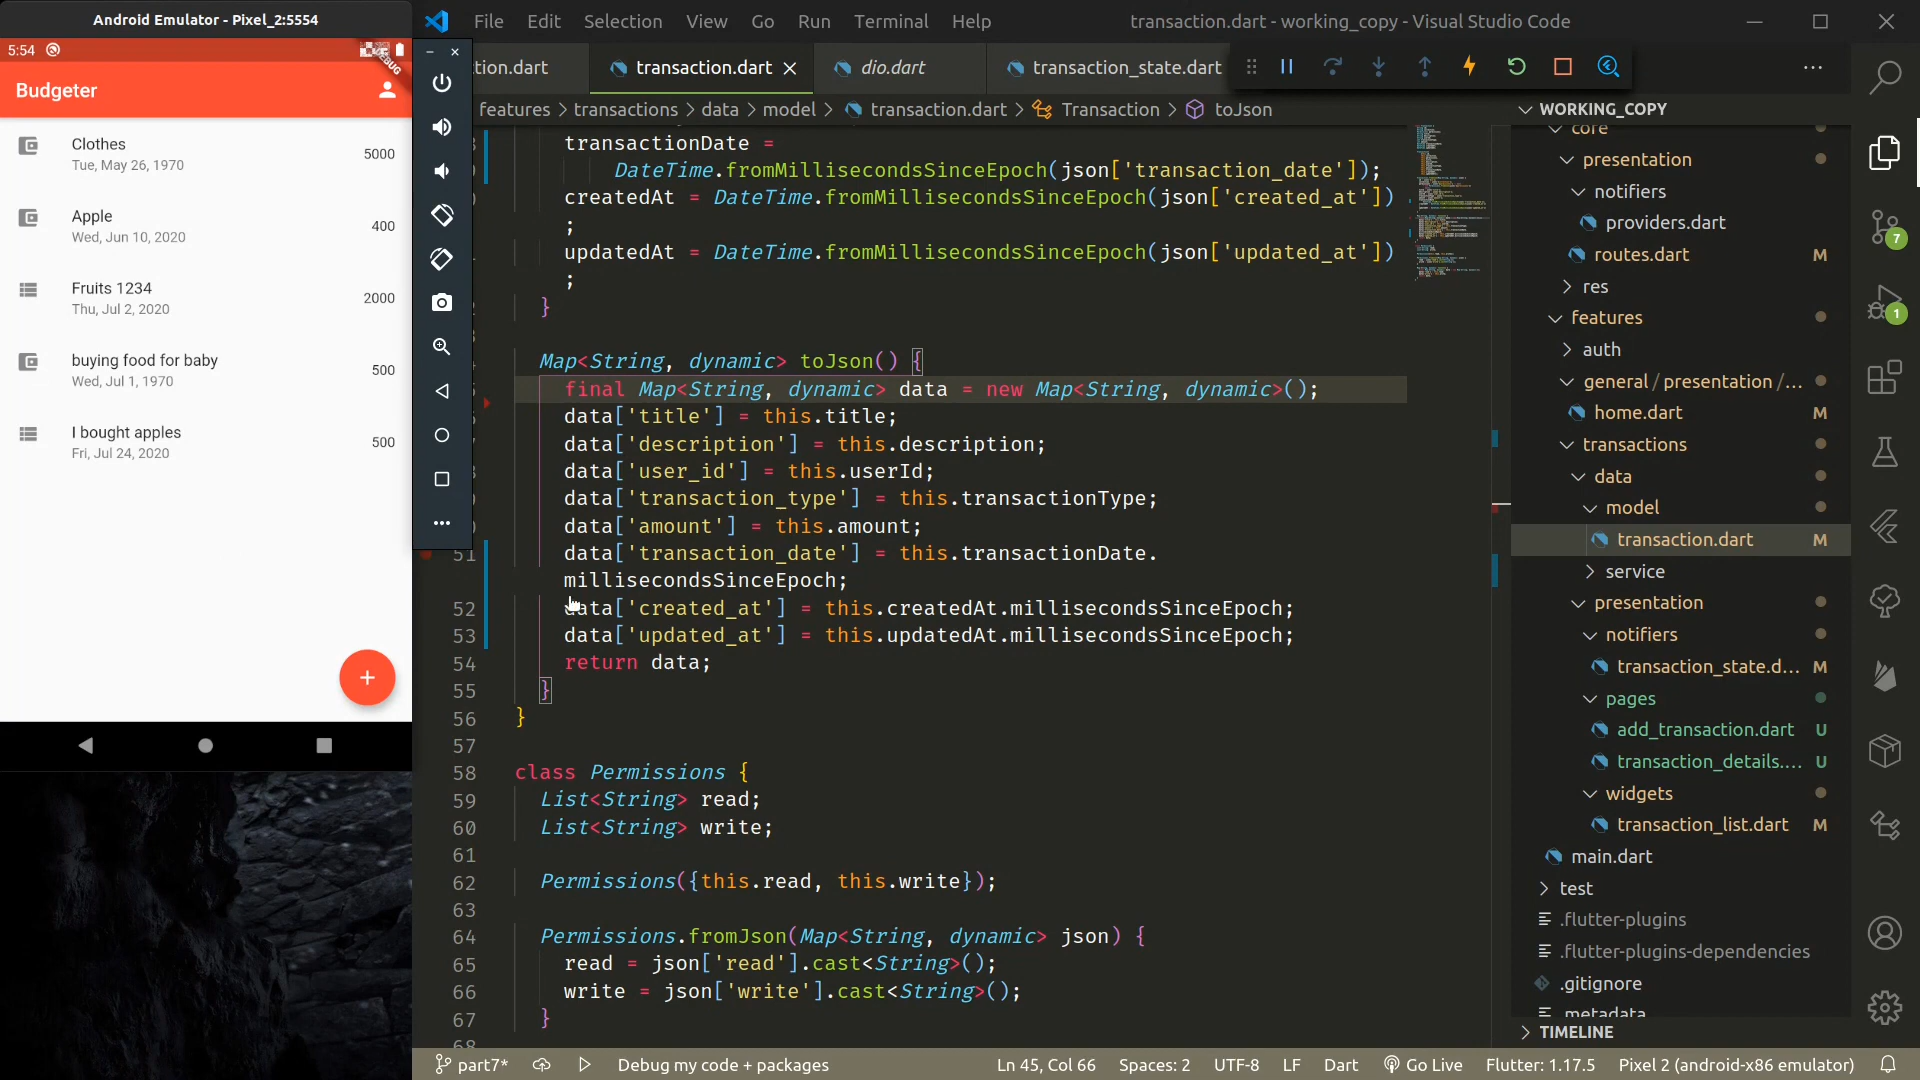 Android Emulator - Pixel_2:5554
5:54
DEBUG
Budgeter
Clothes
Tue, May 26, 1970
5000
Apple
Wed, Jun 10, 2020
400
Fruits 1234
Thu, Jul 2, 2020
2000
buying food for baby
Wed, Jul 1, 1970
500
I bought apples
Fri, Jul 24, 2020
500
+
File Edit Selection View Go Run Terminal Help
transaction.dart - working_copy - Visual Studio Code
tion.dart
transaction.dart
dio.dart
transaction_state.dart
features > transactions > data > model > transaction.dart > Transaction > toJson
transactionDate =
DateTime.fromMillisecondsSinceEpoch(json['transaction_date']);
createdAt = DateTime.fromMillisecondsSinceEpoch(json['created_at'])
;
updatedAt = DateTime.fromMillisecondsSinceEpoch(json['updated_at'])
;
}
Map<String, dynamic> toJson() {
final Map<String, dynamic> data = new Map<String, dynamic>();
data['title'] = this.title;
data['description'] = this.description;
data['user_id'] = this.userId;
data['transaction_type'] = this.transactionType;
data['amount'] = this.amount;
51 data['transaction_date'] = this.transactionDate.
millisecondsSinceEpoch;
52 data['created_at'] = this.createdAt.millisecondsSinceEpoch;
53 data['updated_at'] = this.updatedAt.millisecondsSinceEpoch;
54 return data;
55 }
56 }
57
58 class Permissions {
59 List<String> read;
60 List<String> write;
61
62 Permissions({this.read, this.write});
63
64 Permissions.fromJson(Map<String, dynamic> json) {
65 read = json['read'].cast<String>();
66 write = json['write'].cast<String>();
67 }
68
WORKING_COPY
core
presentation
notifiers
providers.dart
routes.dart M
res
features
auth
general / presentation / ...
home.dart M
transactions
data
model
transaction.dart M
service
presentation
notifiers
transaction_state.d... M
pages
add_transaction.dart U
transaction_details.... U
widgets
transaction_list.dart M
main.dart
test
.flutter-plugins
.flutter-plugins-dependencies
.gitignore
.metadata
TIMELINE
7
1
part7*
Debug my code + packages
Ln 45, Col 66
Spaces: 2
UTF-8
LF
Dart
Go Live
Flutter: 1.17.5
Pixel 2 (android-x86 emulator)